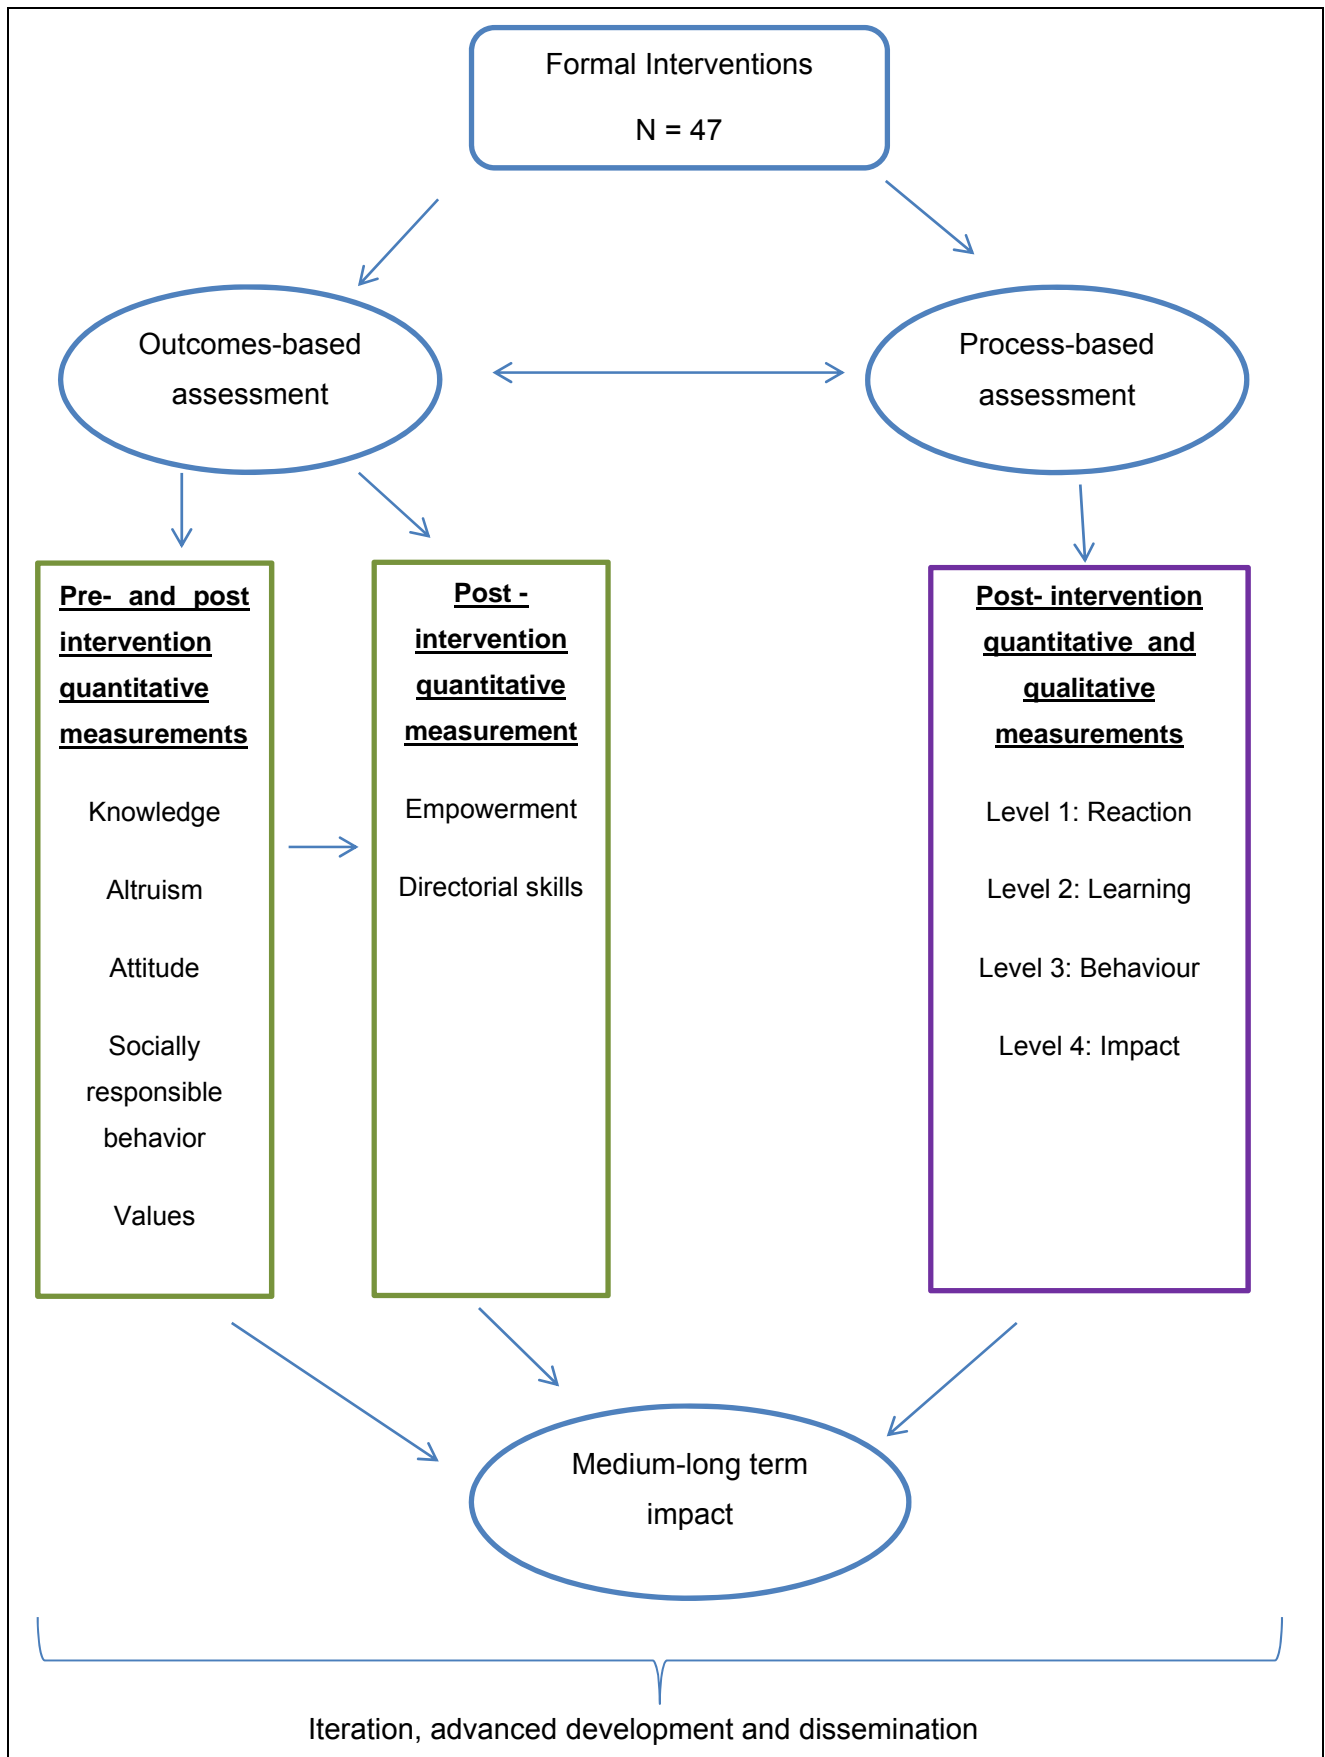 Formal Interventions
N = 47
Outcomes-based
assessment
Process-based
assessment
Pre- and post
intervention
quantitative
measurements
Knowledge
Altruism
Attitude
Socially
responsible
behavior
Values
Post -
intervention
quantitative
measurement
Empowerment
Directorial skills
Post- intervention
quantitative and
qualitative
measurements
Level 1: Reaction
Level 2: Learning
Level 3: Behaviour
Level 4: Impact
Medium-long term
impact
Iteration, advanced development and dissemination